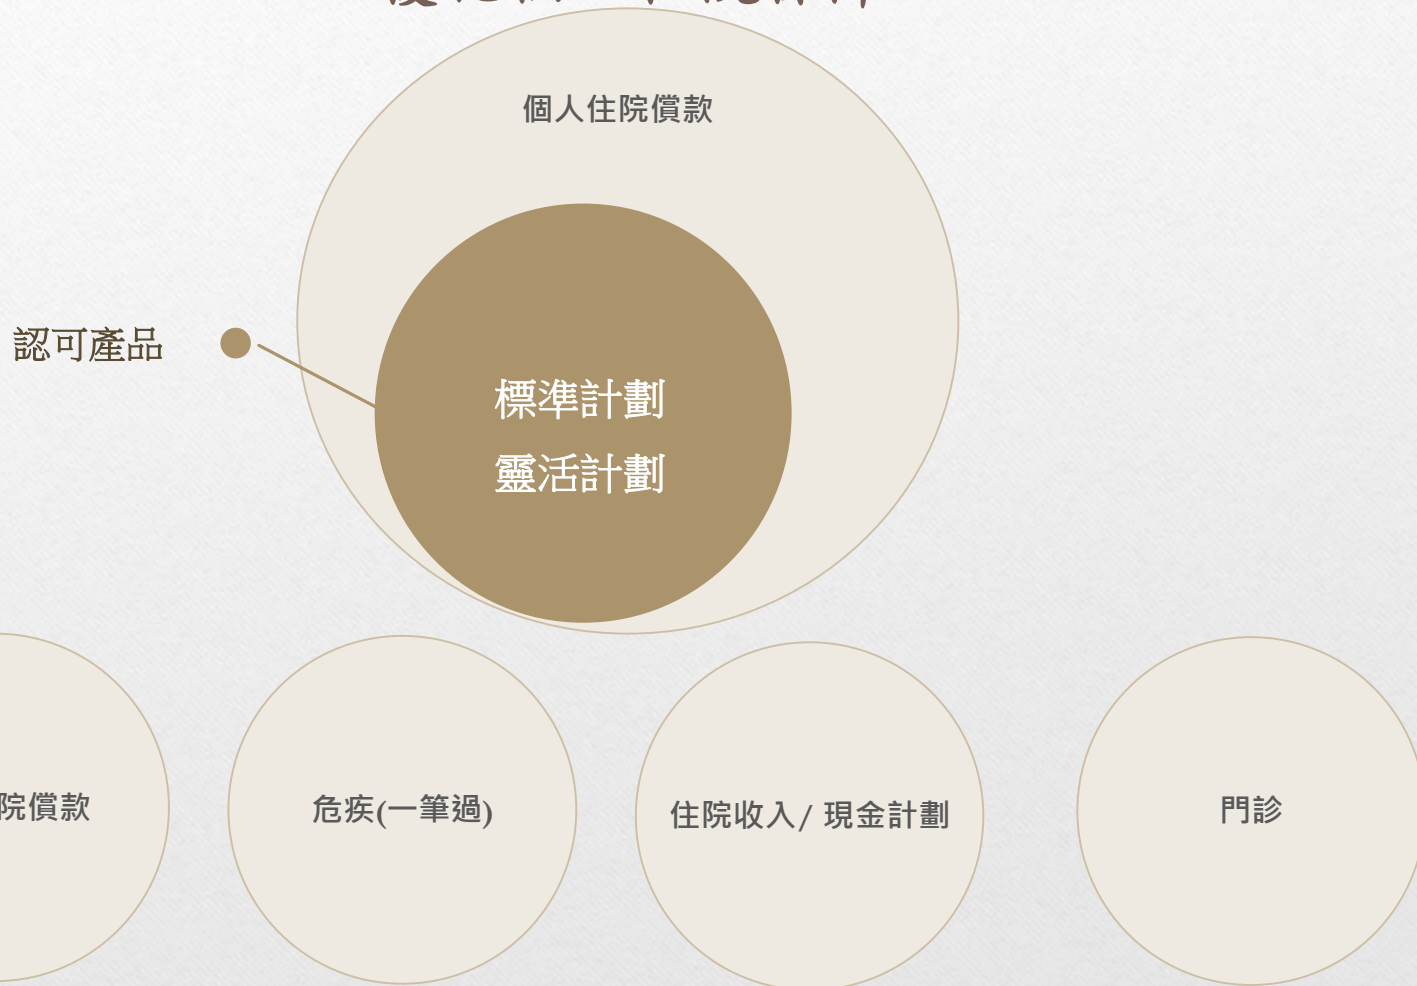 個人住院償款
認可產品
標準計劃
靈活計劃
院償款
危疾(一筆過)
住院收入/ 現金計劃
門診